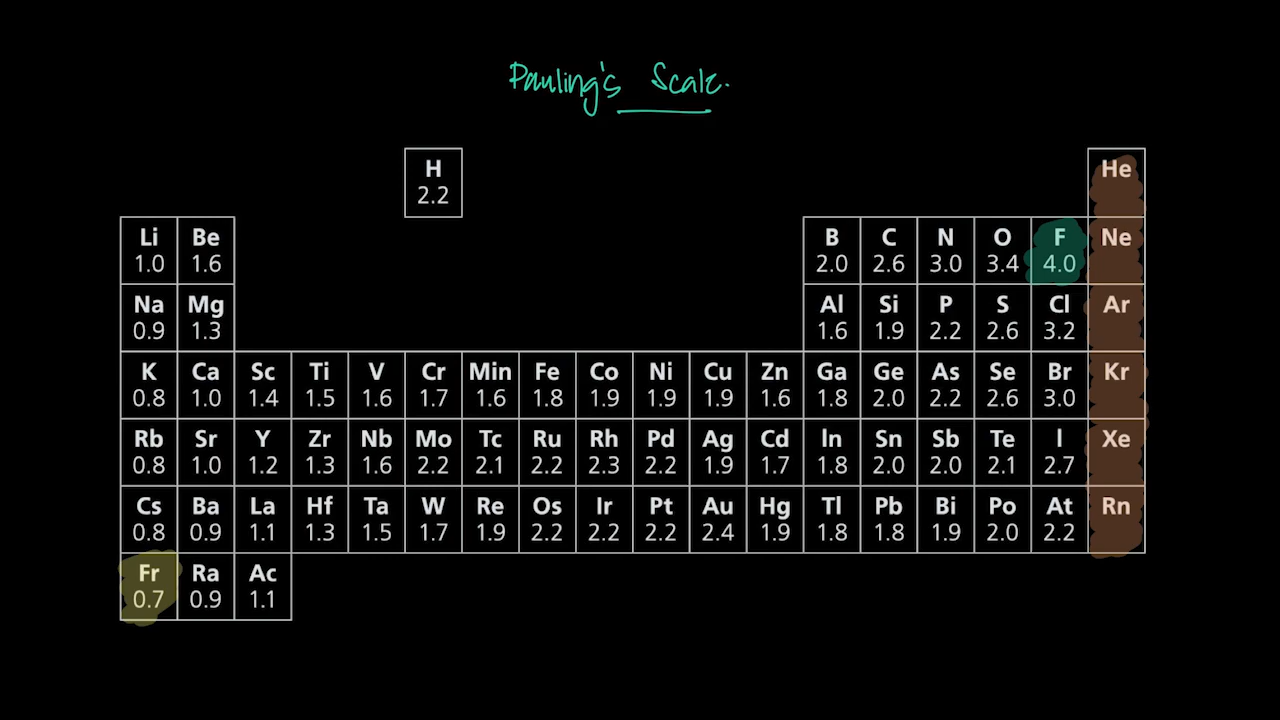 Pauling's Scale.
H He
2.2
Li Be B C N O F Ne
1.0 1.6 2.0 2.6 3.0 3.4 4.0
Na Mg Al Si P S Cl Ar
0.9 1.3 1.6 1.9 2.2 2.6 3.2
K Ca Sc Ti V Cr Min Fe Co Ni Cu Zn Ga Ge As Se Br Kr
0.8 1.0 1.4 1.5 1.6 1.7 1.6 1.8 1.9 1.9 1.9 1.6 1.8 2.0 2.2 2.6 3.0
Rb Sr Y Zr Nb Mo Tc Ru Rh Pd Ag Cd In Sn Sb Te I Xe
0.8 1.0 1.2 1.3 1.6 2.2 2.1 2.2 2.3 2.2 1.9 1.7 1.8 2.0 2.0 2.1 2.7
Cs Ba La Hf Ta W Re Os Ir Pt Au Hg Tl Pb Bi Po At Rn
0.8 0.9 1.1 1.3 1.5 1.7 1.9 2.2 2.2 2.2 2.4 1.9 1.8 1.8 1.9 2.0 2.2
Fr Ra Ac
0.7 0.9 1.1